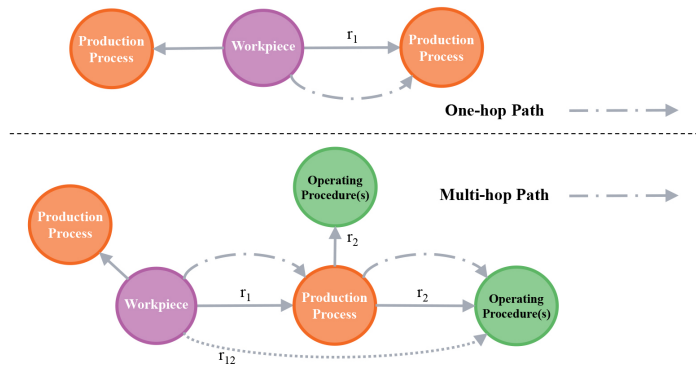 Production
Process
Workpiece
r1
Production
Process
One-hop Path
Operating
Procedure(s)
Multi-hop Path
Production
Process
r2
Workpiece
r1
Production
Process
r2
Operating
Procedure(s)
r12